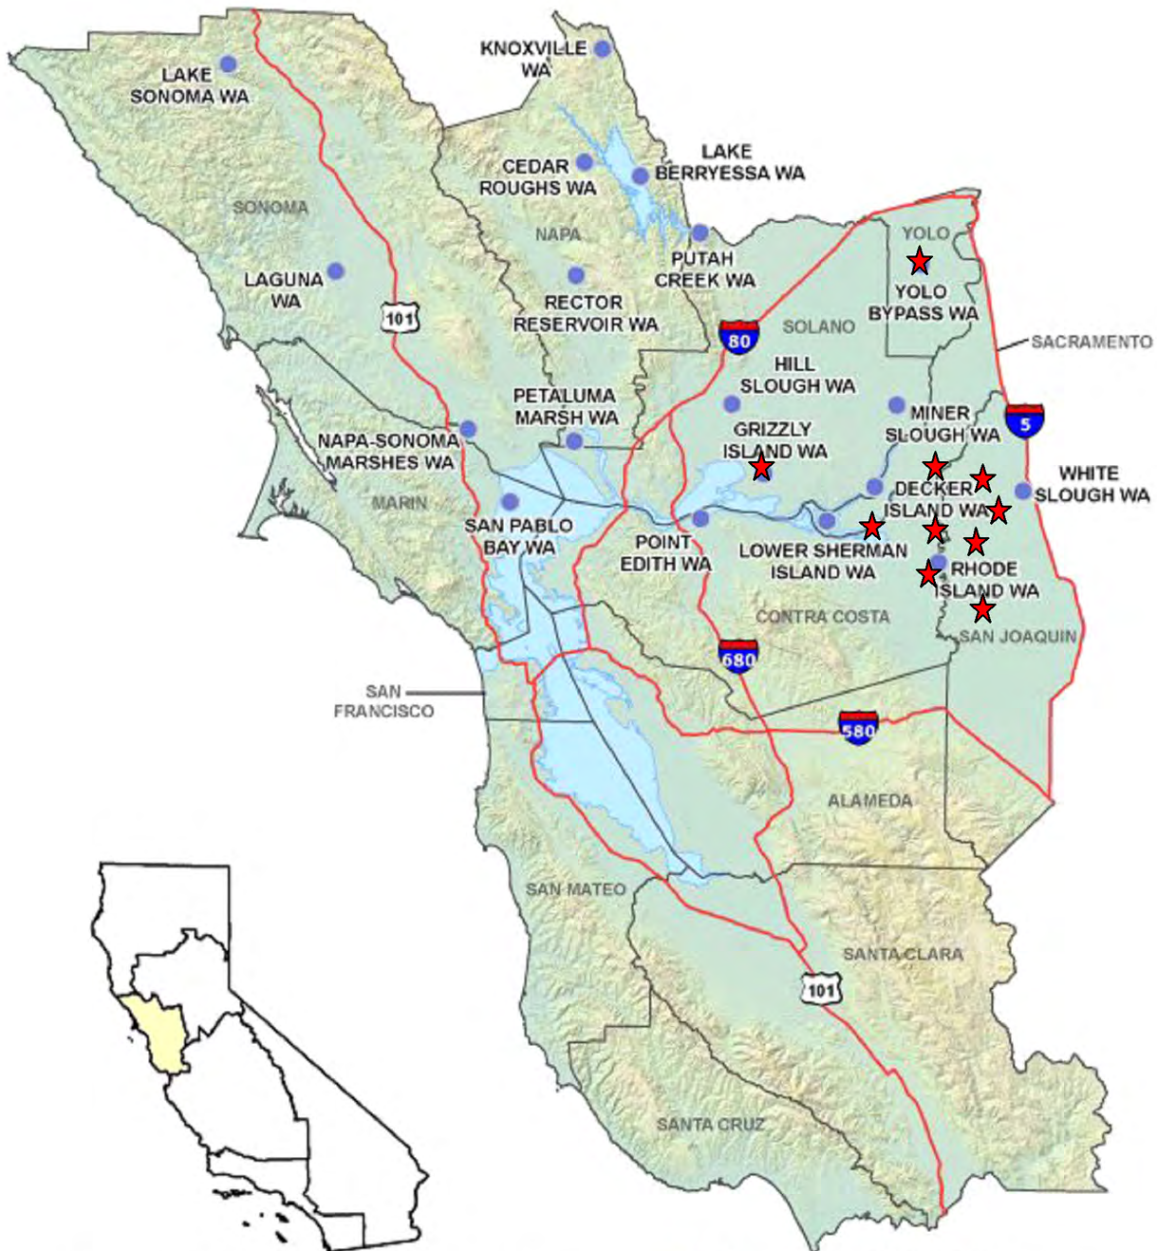 KNOXVILLE
WA
LAKE
SONOMA WA
LAKE
BERRYESSA WA
CEDAR
ROUGHS WA
SONOMA
NAPA
YOLO
PUTAH
CREEK WA
LAGUNA
WA
RECTOR
RESERVOIR WA
YOLO
BYPASS WA
101
80
SOLANO
SACRAMENTO
HILL
SLOUGH WA
PETALUMA
MARSH WA
MINER
SLOUGH WA
5
GRIZZLY
ISLAND WA
NAPA-SONOMA
MARSHES WA
WHITE
SLOUGH WA
DECKER
ISLAND WA
MARIN
SAN PABLO
BAY WA
POINT
EDITH WA
LOWER SHERMAN
ISLAND WA
RHODE
ISLAND WA
CONTRA COSTA
SAN JOAQUIN
680
SAN
FRANCISCO
580
ALAMEDA
SAN MATEO
SANTA CLARA
101
SANTA CRUZ